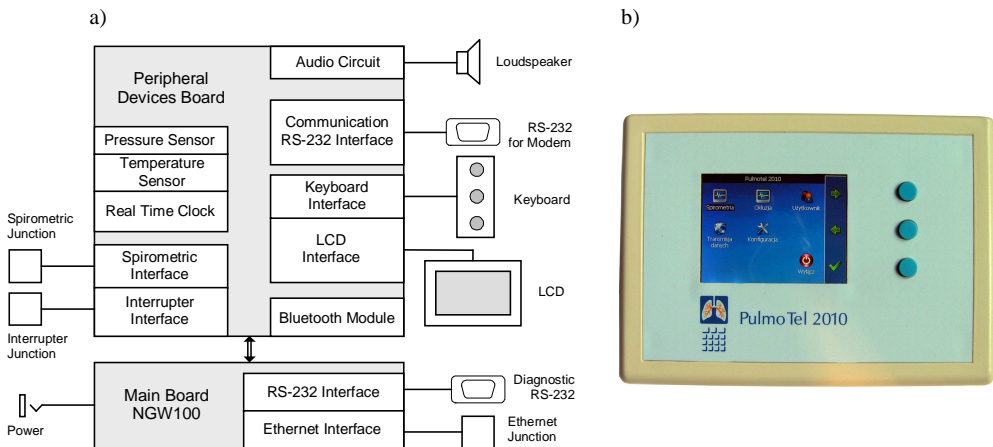 a)
b)
Peripheral
Devices Board
Audio Circuit
Loudspeaker
Communication
RS-232 Interface
RS-232
for Modem
Pressure Sensor
Temperature
Sensor
Real Time Clock
Keyboard
Interface
Keyboard
LCD
Interface
LCD
Spirometric
Junction
Spirometric
Interface
Interrupter
Interface
Interrupter
Junction
Bluetooth Module
Main Board
NGW100
RS-232 Interface
Diagnostic
RS-232
Power
Ethernet Interface
Ethernet
Junction
Pulmotel 2010
Spirometria
Okluzja
Użytkownik
Transmisja
danych
Konfiguracja
Wyłącz
PulmoTel 2010